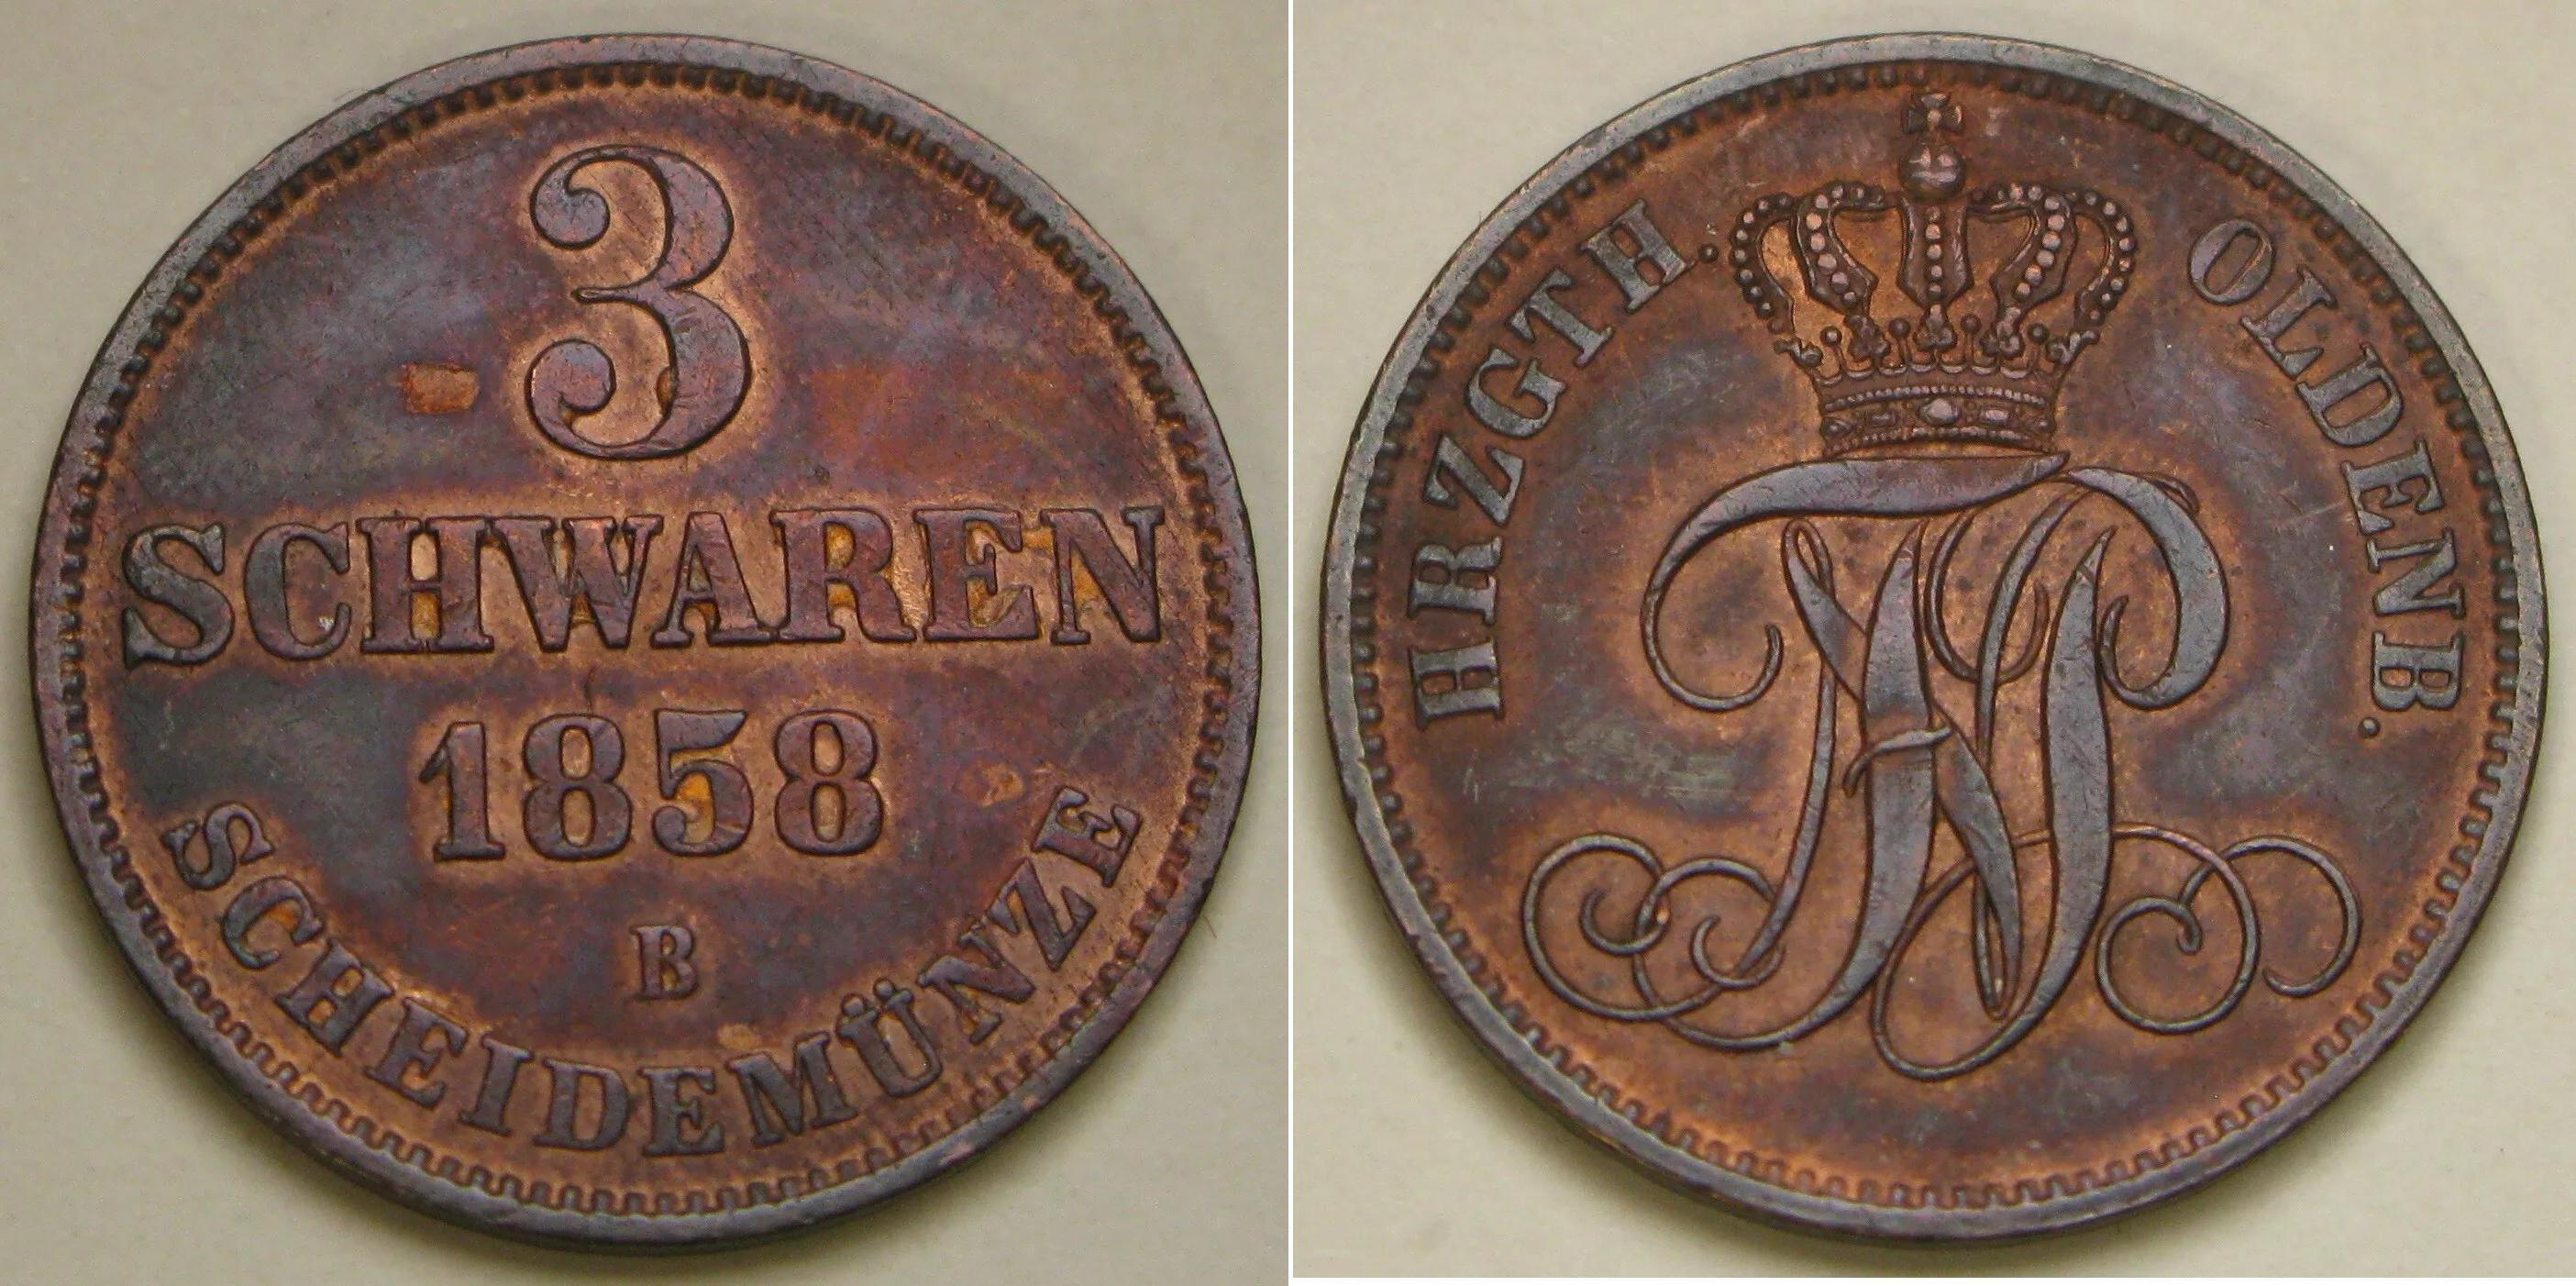 3
SCHWAREN
1858
B
SCHEIDEMÜNZE
HRZGTH. OLDENB.